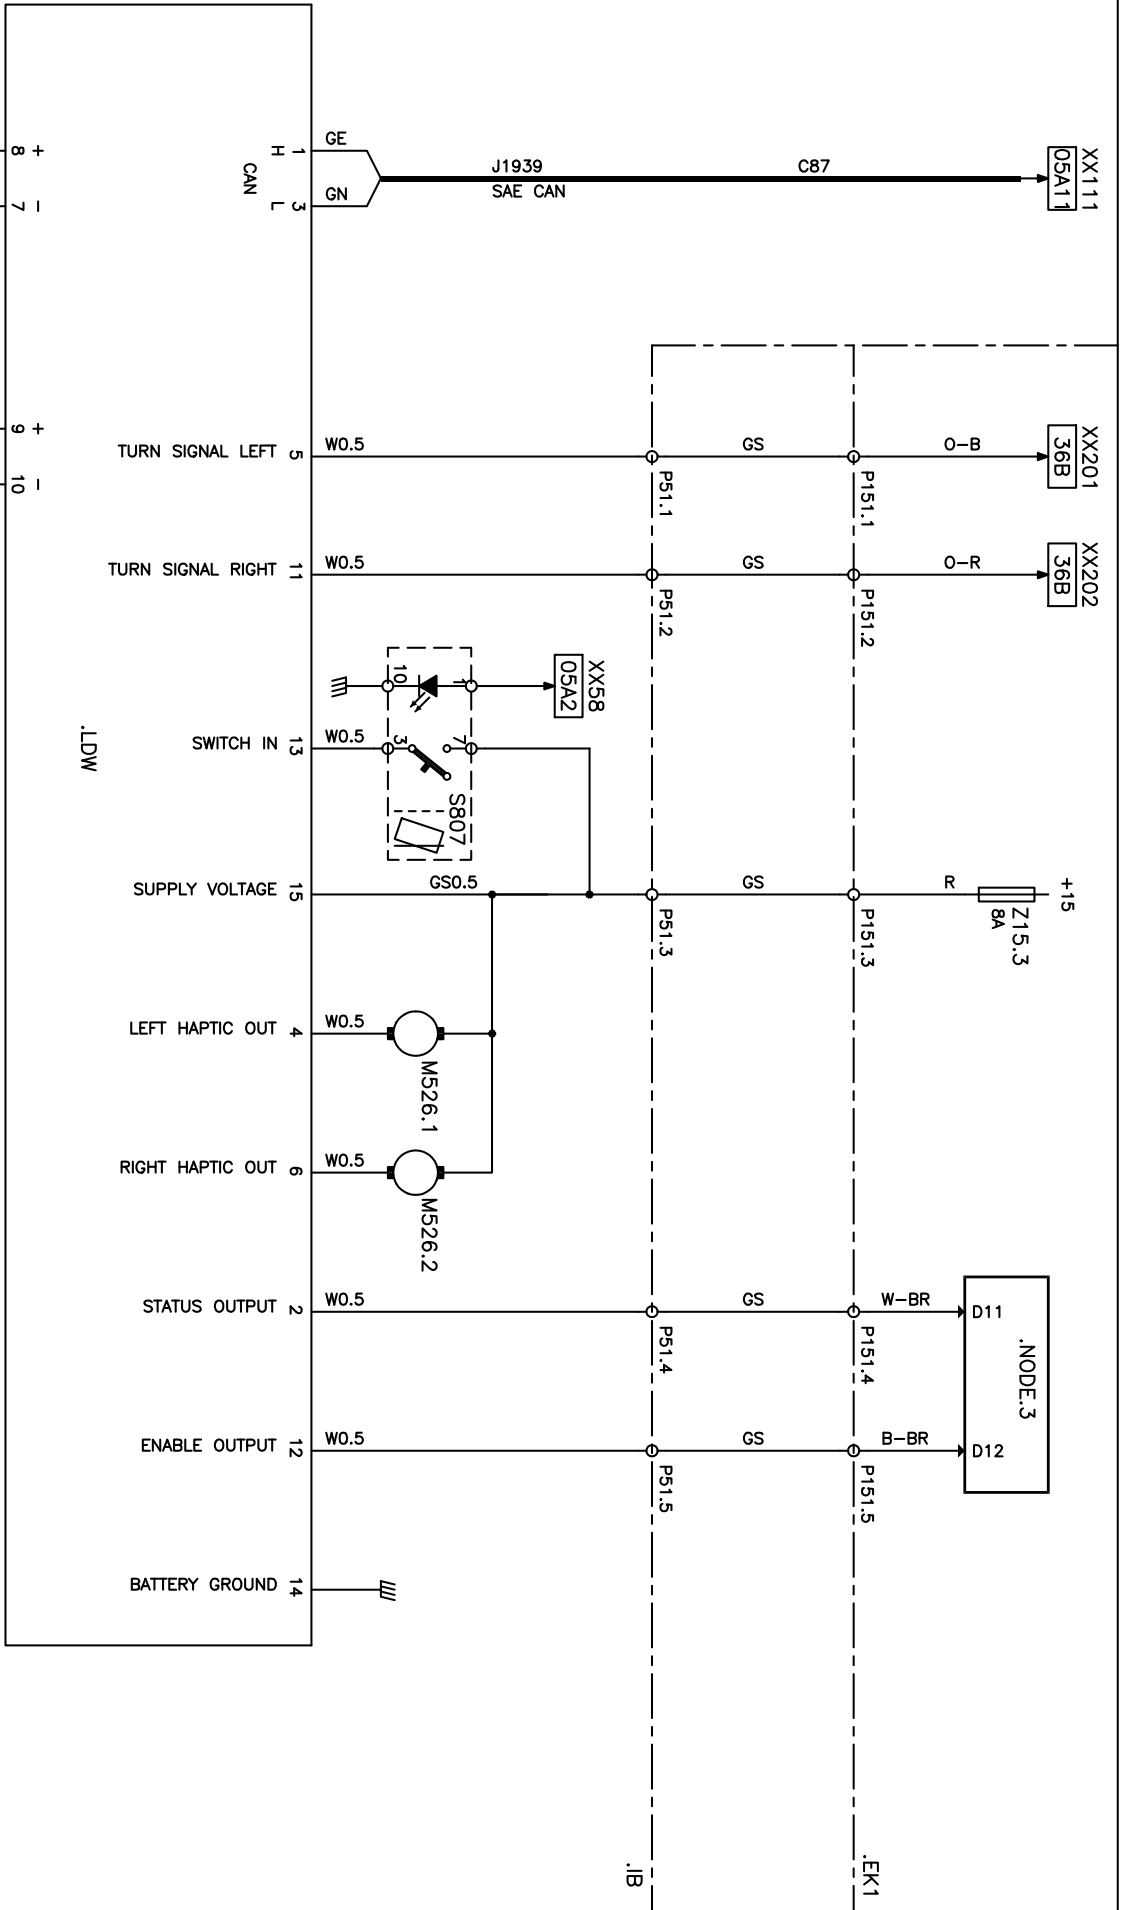 XX111
05A11
GE
J1939
C87
SAE CAN
GN
H 1
CAN
L 3
8 +
7 -
XX201
36B
TURN SIGNAL LEFT 5
W0.5
GS
O-B
P51.1
P151.1
9 +
10 -
XX202
36B
TURN SIGNAL RIGHT 11
W0.5
GS
O-R
P51.2
P151.2
XX58
05A2
10
1
SWITCH IN 13
W0.5
3
7
S807
.LDW
SUPPLY VOLTAGE 15
GS0.5
GS
R
+15
Z15.3
8A
P51.3
P151.3
LEFT HAPTIC OUT 4
W0.5
M526.1
RIGHT HAPTIC OUT 6
W0.5
M526.2
STATUS OUTPUT 2
W0.5
GS
W-BR
D11
P51.4
P151.4
.NODE.3
ENABLE OUTPUT 12
W0.5
GS
B-BR
D12
P51.5
P151.5
BATTERY GROUND 14
.IB
.EK1